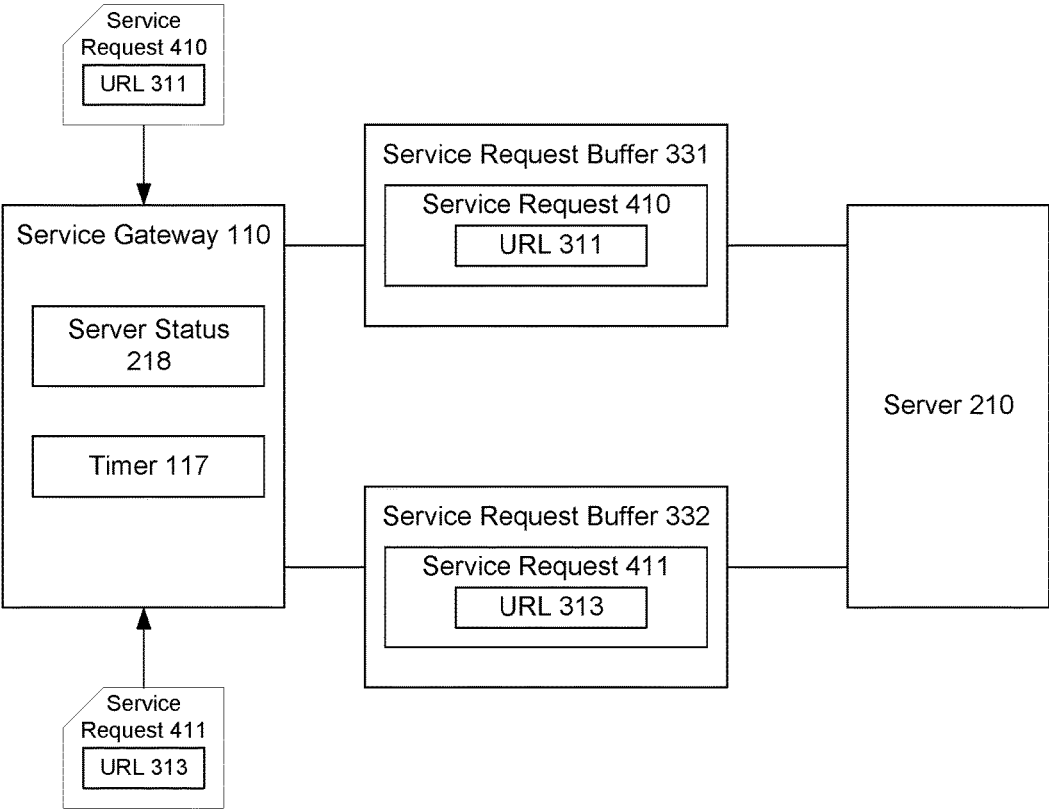 Service
Request 410
URL 311
Service Gateway 110
Server Status
218
Timer 117
Service
Request 411
URL 313
Service Request Buffer 331
Service Request 410
URL 311
Service Request Buffer 332
Service Request 411
URL 313
Server 210